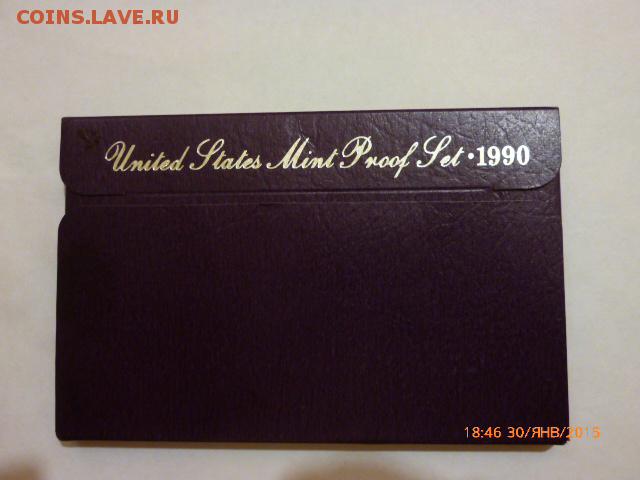 COINS.LAVE.RU
United States Mint Proof Set · 1990
18:46 30/ЯНВ/2015